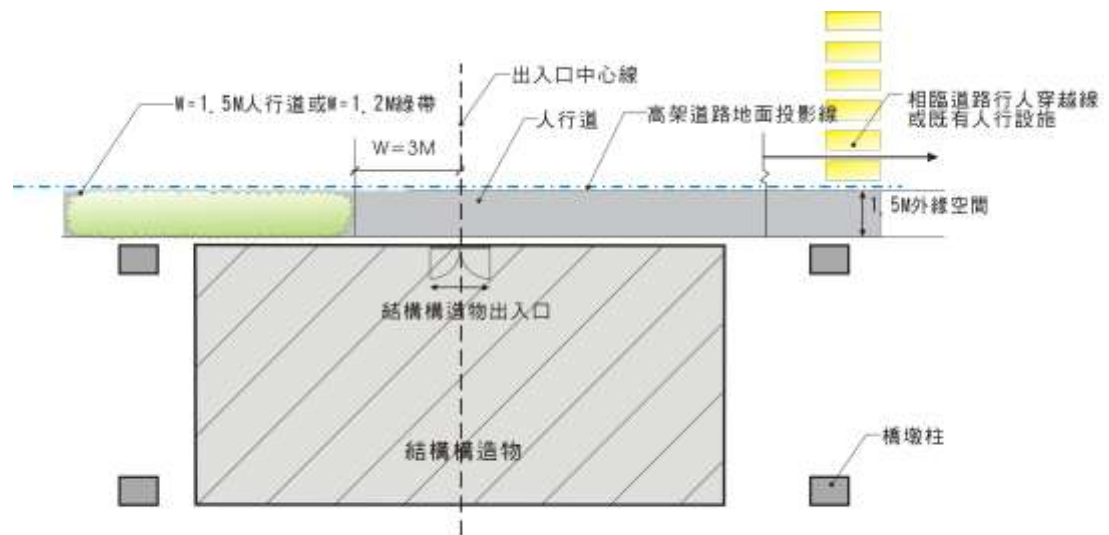 出入口中心線
W=1.5M人行道或W=1.2M綠帶
人行道
高架道路地面投影線
相臨道路行人穿越線
或既有人行設施
W=3M
1.5M外緣空間
結構構造物出入口
結構構造物
橋墩柱